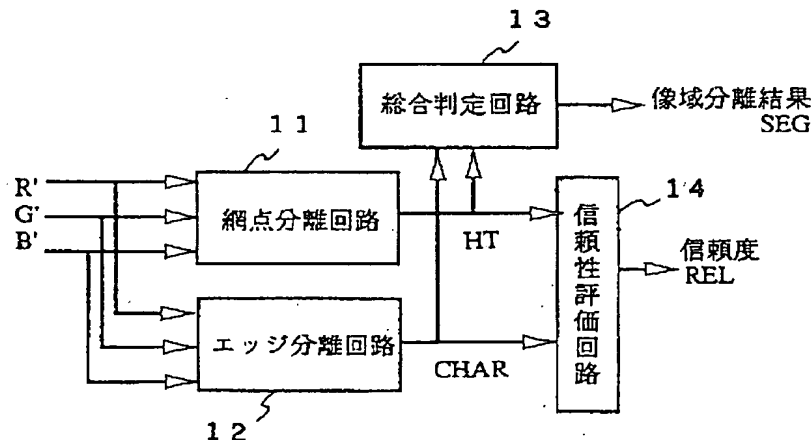 13
総合判定回路
像域分離結果
SEG
11
R'
G'
B'
網点分離回路
HT
14
信頼性評価回路
信頼度
REL
エッジ分離回路
CHAR
12